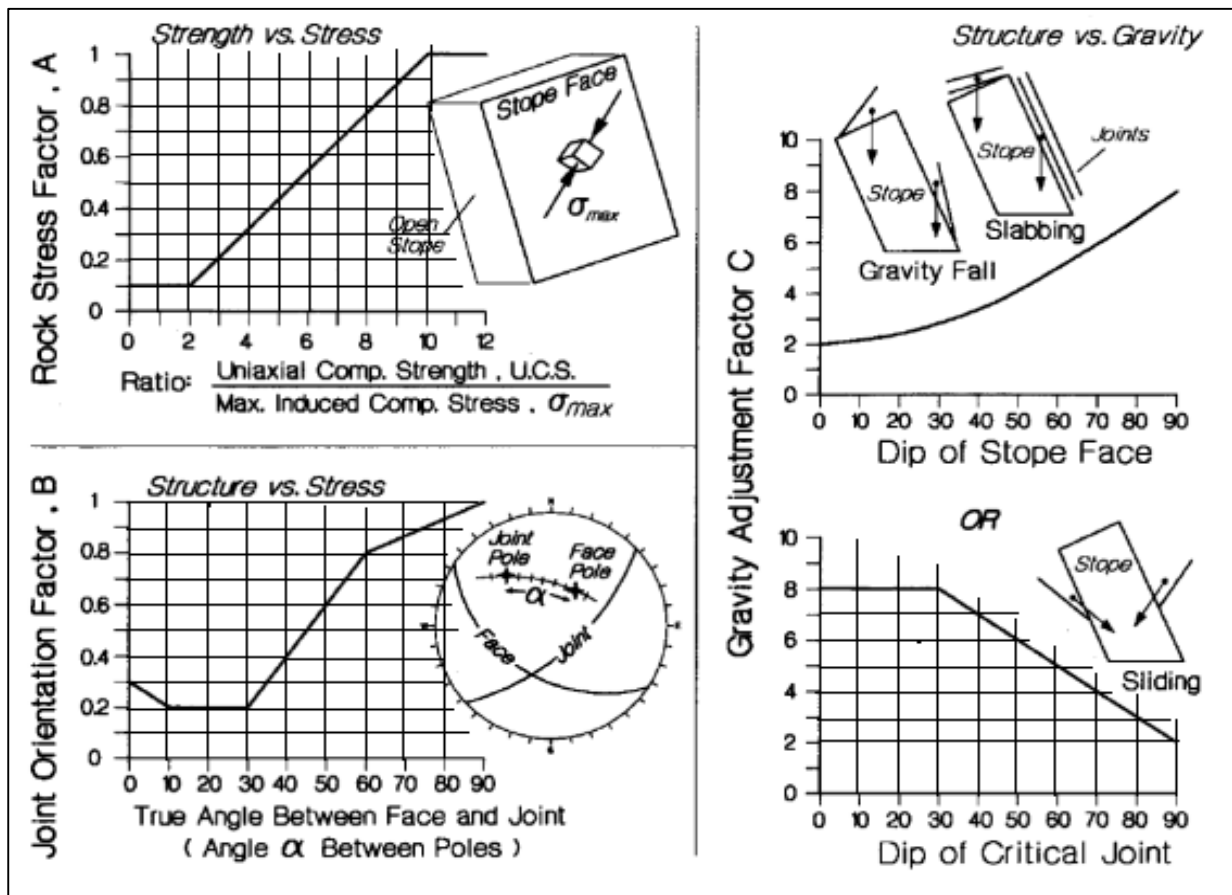 Strength vs. Stress
Rock Stress Factor , A
1
0.8
0.6
0.4
0.2
0
0 2 4 6 8 10 12
Stope Face
σmax
Open
Stope
Ratio: Uniaxial Comp. Strength , U.C.S.
Max. Induced Comp. Stress , σmax
Structure vs. Stress
Joint Orientation Factor , B
1
0.8
0.6
0.4
0.2
0
0 10 20 30 40 50 60 70 80 90
Joint
Pole
Face
Pole
α
Face
Joint
True Angle Between Face and Joint
( Angle α Between Poles )
Structure vs. Gravity
Gravity Adjustment Factor C
10
8
6
4
2
0
0 10 20 30 40 50 60 70 80 90
Stope
Stope
Joints
Slabbing
Gravity Fall
Dip of Stope Face
OR
10
8
6
4
2
0
0 10 20 30 40 50 60 70 80 90
Stope
Sliding
Dip of Critical Joint